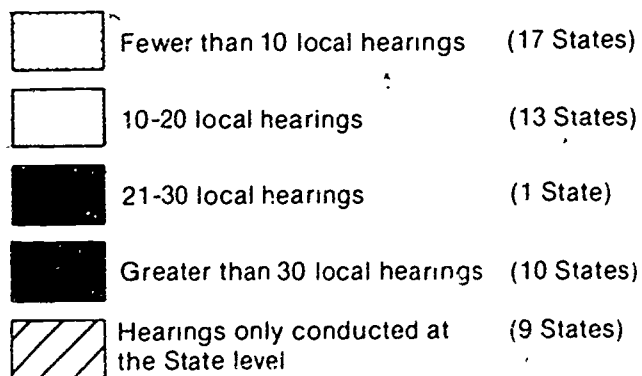 Fewer than 10 local hearings (17 States)
10-20 local hearings (13 States)
21-30 local hearings (1 State)
Greater than 30 local hearings (10 States)
Hearings only conducted at (9 States)
the State level